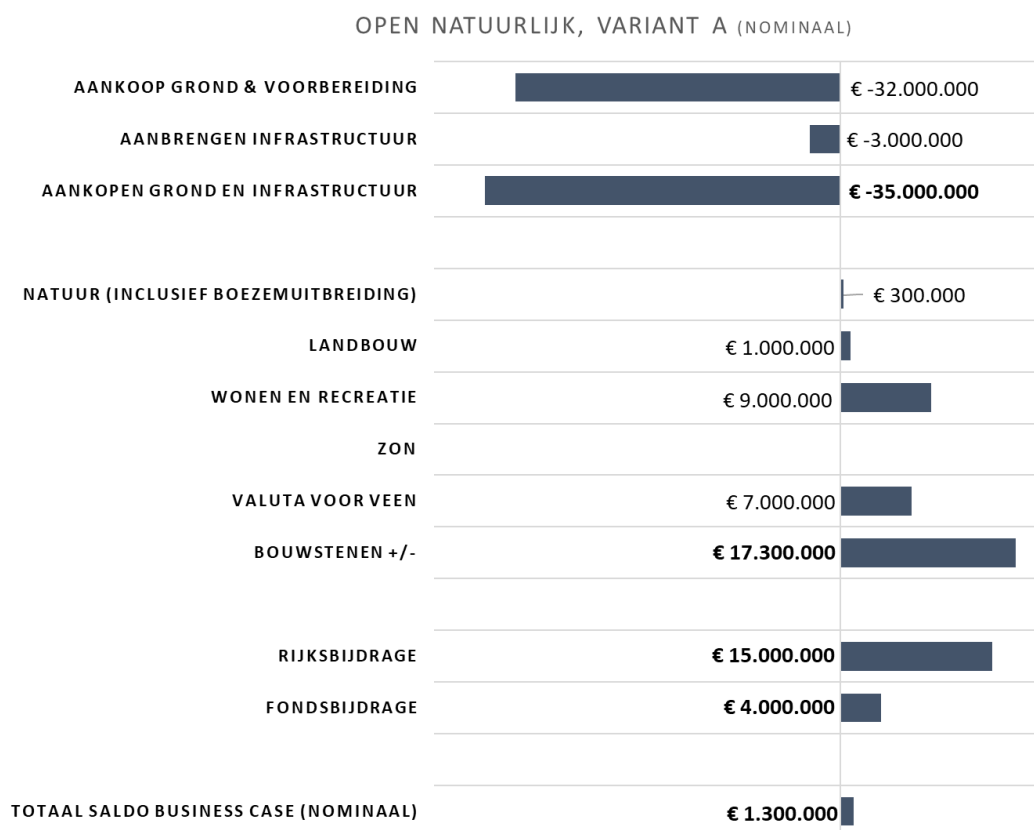 OPEN NATUURLIJK, VARIANT A (NOMINAAL)
AANKOOP GROND & VOORBEREIDING € -32.000.000
AANBRENGEN INFRASTRUCTUUR € -3.000.000
AANKOPEN GROND EN INFRASTRUCTUUR € -35.000.000
NATUUR (INCLUSIEF BOEZEMUITBREIDING) € 300.000
LANDBOUW € 1.000.000
WONEN EN RECREATIE € 9.000.000
ZON
VALUTA VOOR VEEN € 7.000.000
BOUWSTENEN +/- € 17.300.000
RIJKSBIJDRAGE € 15.000.000
FONDSBIJDRAGE € 4.000.000
TOTAAL SALDO BUSINESS CASE (NOMINAAL) € 1.300.000